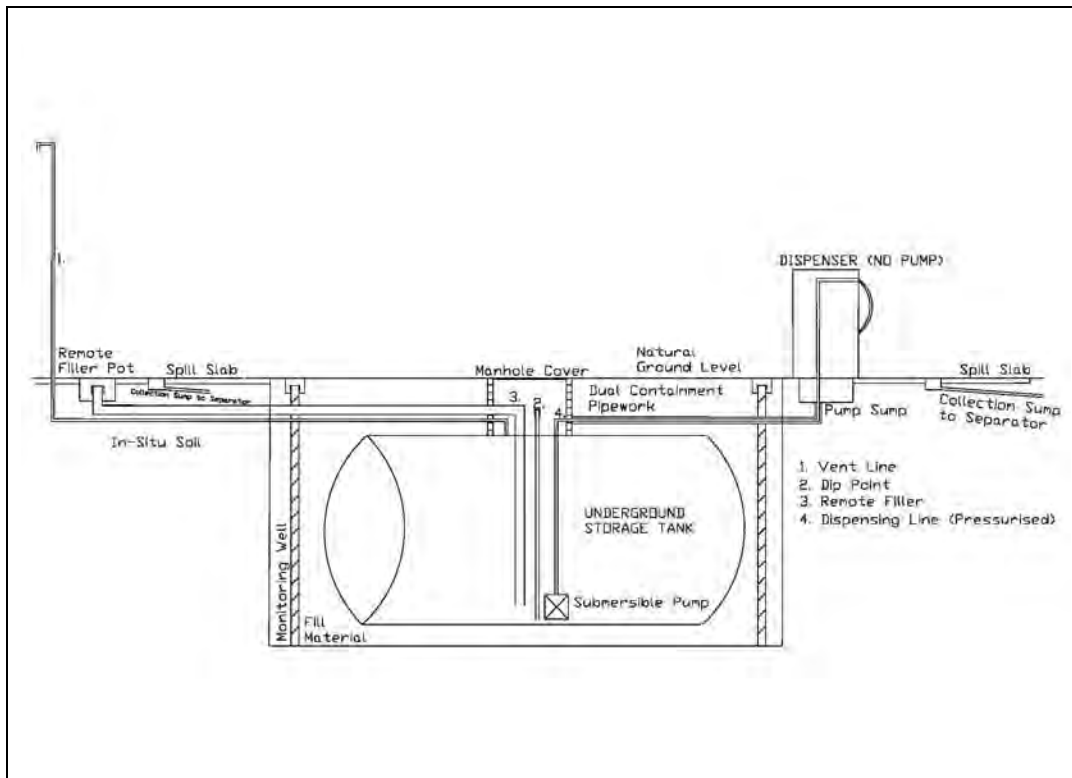 1.
DISPENSER (NO PUMP)
Remote
Filler Pot
Spill Slab
Collection Sump to Separator
Manhole Cover
Natural
Ground Level
Spill Slab
3.
2.
4.
Dual Containment
Pipework
Pump Sump
Collection Sump
to Separator
In-Situ Soil
1. Vent Line
2. Dip Point
3. Remote Filler
4. Dispensing Line (Pressurised)
UNDERGROUND
STORAGE TANK
Monitoring Well
Submersible Pump
Fill
Material